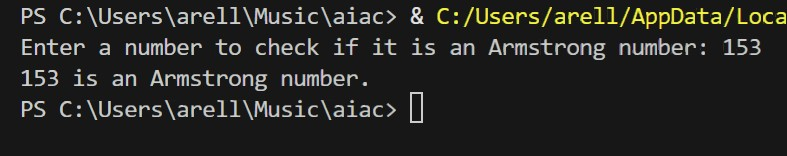 PS C:\Users\arell\Music\aiac> & C:/Users/arell/AppData/Loca
Enter a number to check if it is an Armstrong number: 153
153 is an Armstrong number.
PS C:\Users\arell\Music\aiac>